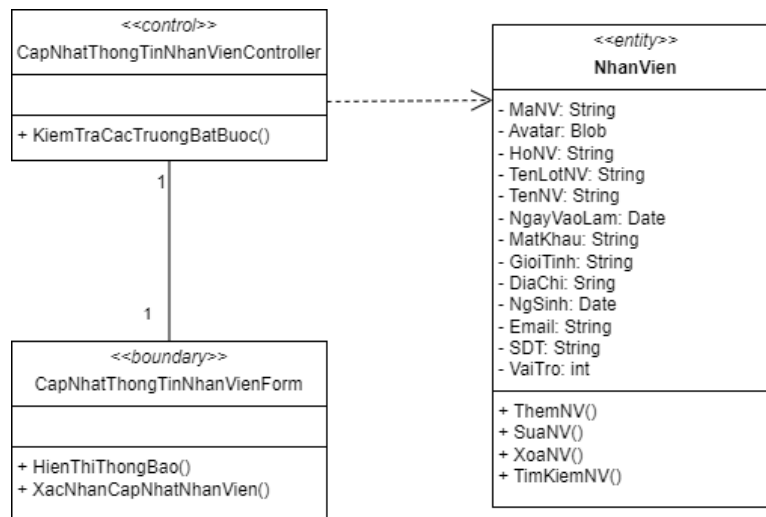 <<control>>
CapNhatThongTinNhanVienController
+ KiemTraCacTruongBatBuoc()
1
1
<<boundary>>
CapNhatThongTinNhanVienForm
+ HienThiThongBao()
+ XacNhanCapNhatNhanVien()
<<entity>>
NhanVien
- MaNV: String
- Avatar: Blob
- HoNV: String
- TenLotNV: String
- TenNV: String
- NgayVaoLam: Date
- MatKhau: String
- GioiTinh: String
- DiaChi: Sring
- NgSinh: Date
- Email: String
- SDT: String
- VaiTro: int
+ ThemNV()
+ SuaNV()
+ XoaNV()
+ TimKiemNV()